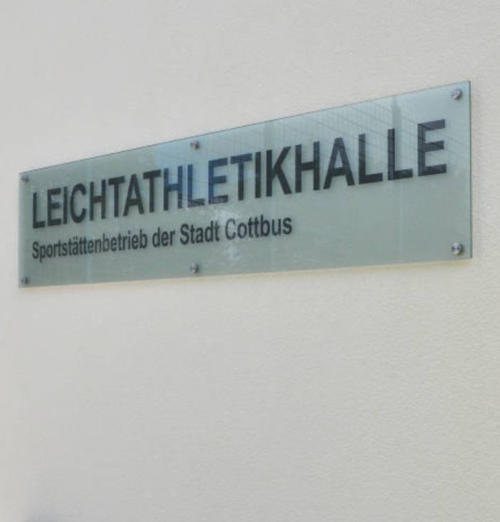 LEICHTATHLETIKHALLE
Sportstättenbetrieb der Stadt Cottbus